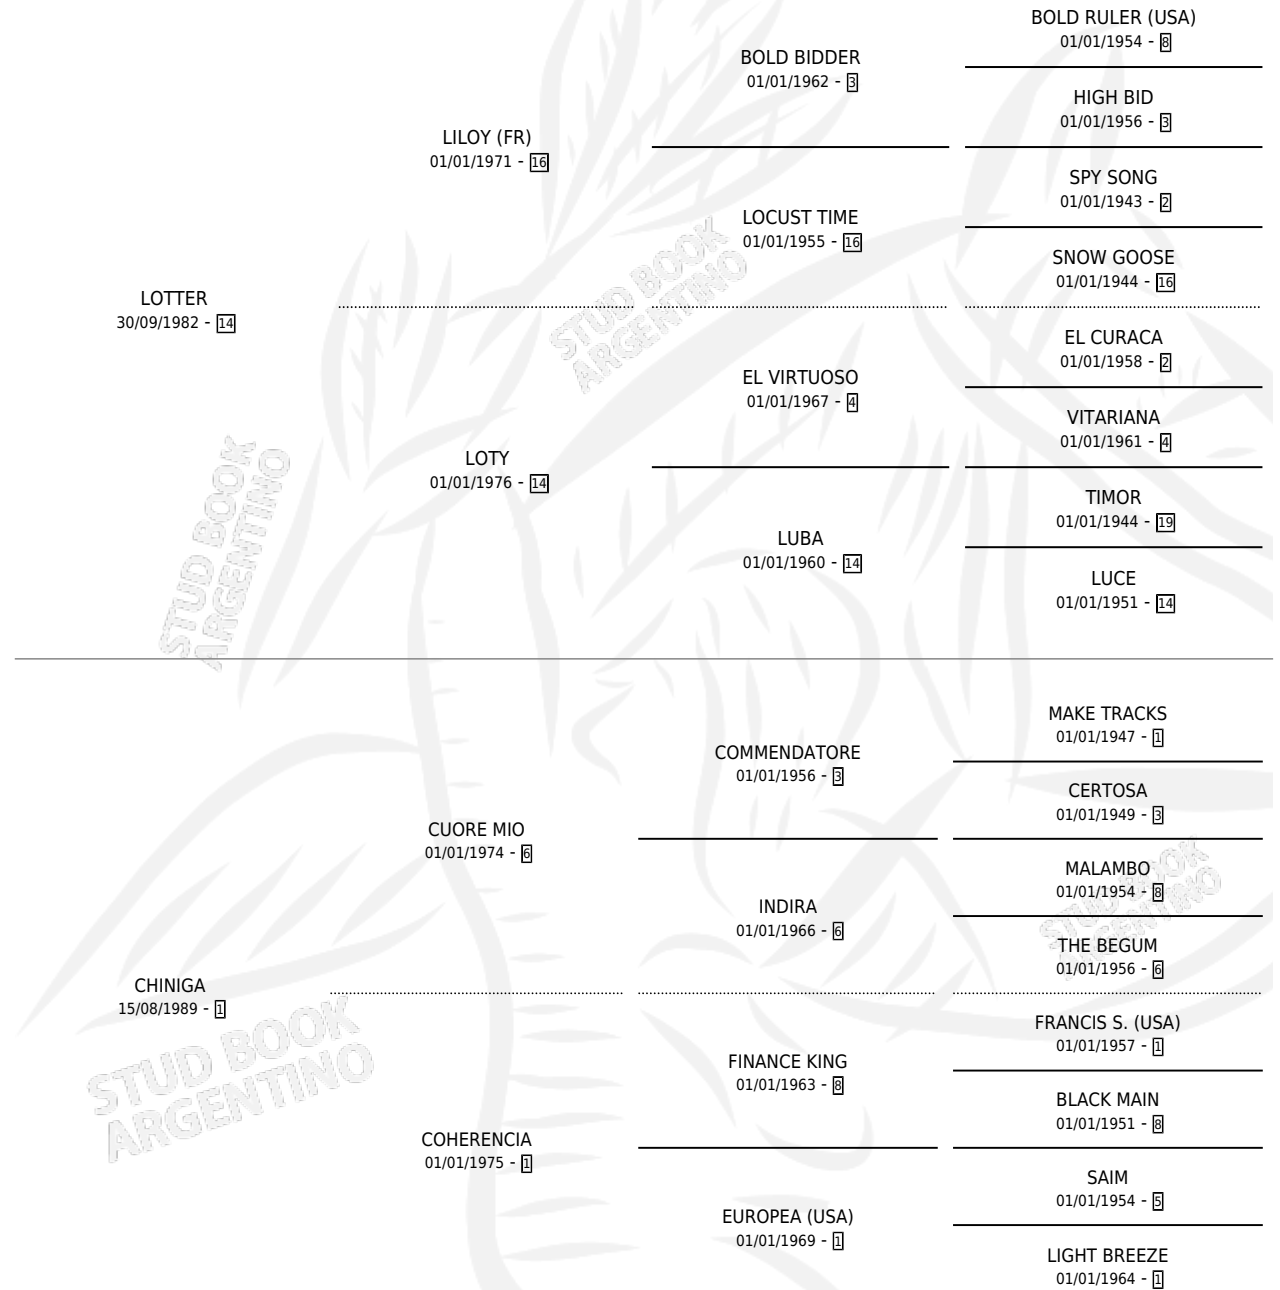 LOTTER
30/09/1982 - 14
LILOY (FR)
01/01/1971 - 16
BOLD BIDDER
01/01/1962 - 3
BOLD RULER (USA)
01/01/1954 - 8
HIGH BID
01/01/1956 - 3
LOCUST TIME
01/01/1955 - 16
SPY SONG
01/01/1943 - 2
SNOW GOOSE
01/01/1944 - 16
LOTY
01/01/1976 - 14
EL VIRTUOSO
01/01/1967 - 4
EL CURACA
01/01/1958 - 2
VITARIANA
01/01/1961 - 4
LUBA
01/01/1960 - 14
TIMOR
01/01/1944 - 19
LUCE
01/01/1951 - 14
STUD BOOK
ARGENTINO
STUD BOOK
ARGENTINO
CHINIGA
15/08/1989 - 1
CUORE MIO
01/01/1974 - 6
COMMENDATORE
01/01/1956 - 3
MAKE TRACKS
01/01/1947 - 1
CERTOSA
01/01/1949 - 3
INDIRA
01/01/1966 - 6
MALAMBO
01/01/1954 - 8
THE BEGUM
01/01/1956 - 6
COHERENCIA
01/01/1975 - 1
FINANCE KING
01/01/1963 - 8
FRANCIS S. (USA)
01/01/1957 - 1
BLACK MAIN
01/01/1951 - 8
EUROPEA (USA)
01/01/1969 - 1
SAIM
01/01/1954 - 5
LIGHT BREEZE
01/01/1964 - 1
STUD BOOK
ARGENTINO
STUD BOOK
ARGENTINO